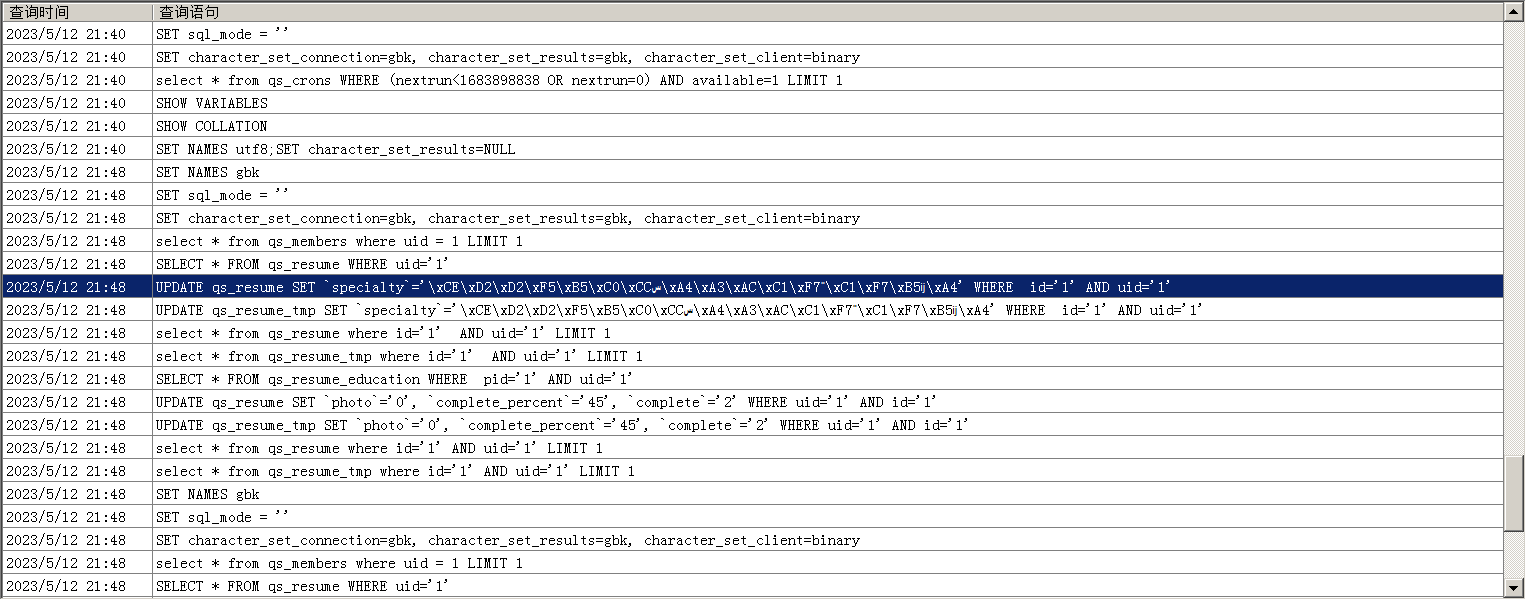 查询时间 查询语句
2023/5/12 21:40 SET sql_mode = ''
2023/5/12 21:40 SET character_set_connection=gbk, character_set_results=gbk, character_set_client=binary
2023/5/12 21:40 select * from qs_crons WHERE (nextrun<1683898838 OR nextrun=0) AND available=1 LIMIT 1
2023/5/12 21:40 SHOW VARIABLES
2023/5/12 21:40 SHOW COLLATION
2023/5/12 21:40 SET NAMES utf8;SET character_set_results=NULL
2023/5/12 21:48 SET NAMES gbk
2023/5/12 21:48 SET sql_mode = ''
2023/5/12 21:48 SET character_set_connection=gbk, character_set_results=gbk, character_set_client=binary
2023/5/12 21:48 select * from qs_members where uid = 1 LIMIT 1
2023/5/12 21:48 SELECT * FROM qs_resume WHERE uid='1'
2023/5/12 21:48 UPDATE qs_resume SET `specialty`='\xCE\xD2\xD2\xF5\xB5\xC0\xCC\xA4\xA3\xAC\xC1\xF7\xC1\xF7\xB5ĳ\xA4' WHERE  id='1' AND uid='1'
2023/5/12 21:48 UPDATE qs_resume_tmp SET `specialty`='\xCE\xD2\xD2\xF5\xB5\xC0\xCC\xA4\xA3\xAC\xC1\xF7\xC1\xF7\xB5ĳ\xA4' WHERE  id='1' AND uid='1'
2023/5/12 21:48 select * from qs_resume where id='1'  AND uid='1' LIMIT 1
2023/5/12 21:48 select * from qs_resume_tmp where id='1'  AND uid='1' LIMIT 1
2023/5/12 21:48 SELECT * FROM qs_resume_education WHERE  pid='1' AND uid='1'
2023/5/12 21:48 UPDATE qs_resume SET `photo`='0', `complete_percent`='45', `complete`='2' WHERE uid='1' AND id='1'
2023/5/12 21:48 UPDATE qs_resume_tmp SET `photo`='0', `complete_percent`='45', `complete`='2' WHERE uid='1' AND id='1'
2023/5/12 21:48 select * from qs_resume where id='1' AND uid='1' LIMIT 1
2023/5/12 21:48 select * from qs_resume_tmp where id='1' AND uid='1' LIMIT 1
2023/5/12 21:48 SET NAMES gbk
2023/5/12 21:48 SET sql_mode = ''
2023/5/12 21:48 SET character_set_connection=gbk, character_set_results=gbk, character_set_client=binary
2023/5/12 21:48 select * from qs_members where uid = 1 LIMIT 1
2023/5/12 21:48 SELECT * FROM qs_resume WHERE uid='1'